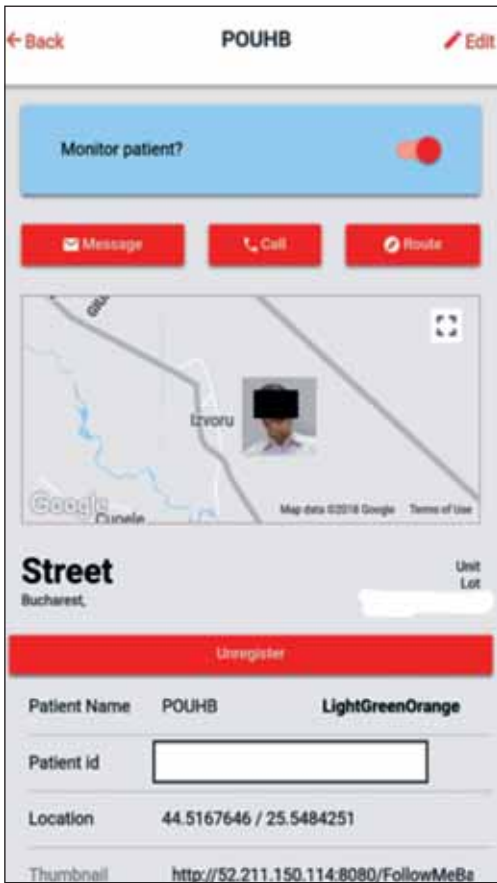 Back POUHB Edit
Monitor patient?
Message Call Route
Izvoru
Google
Cupele
Map data ©2018 Google Terms of Use
Street
Bucharest,
Unit
Lot
Unregister
Patient Name POUHB LightGreenOrange
Patient id
Location 44.5167646 / 25.5484251
Thumbnail http://52.211.150.114:8080/FollowMeBa